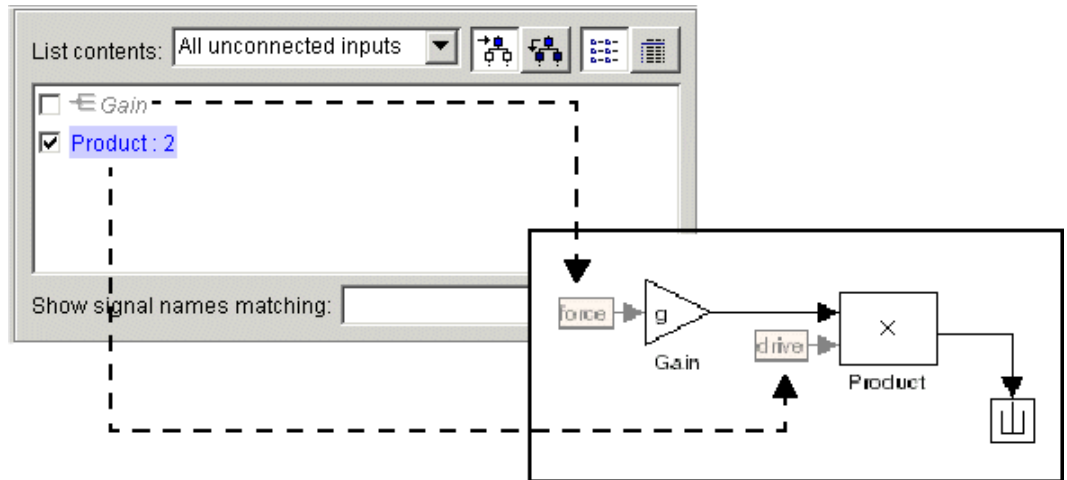 List contents: All unconnected inputs
Gain
Product : 2
Show signal names matching:
force
g
Gain
drive
×
Product